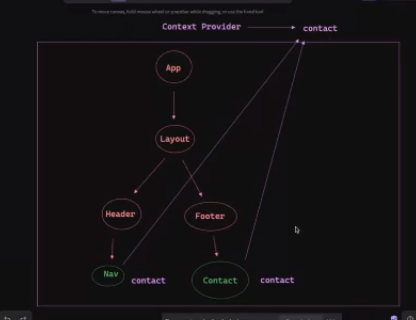 To move canvas, hold mouse wheel or spacebar while dragging, or use the hand tool
Context Provider contact
App
Layout
Header Footer
Nav contact Contact contact